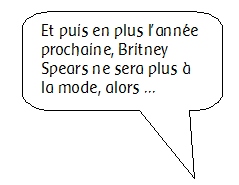 Et puis en plus l'année
prochaine, Britney
Spears ne sera plus à
la mode, alors ...